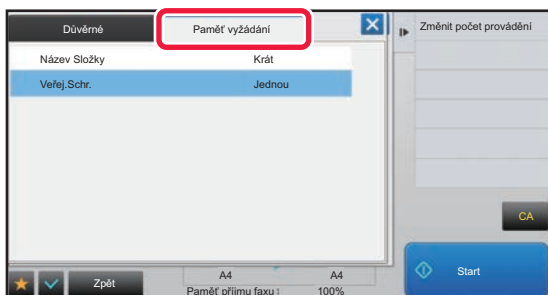 Důvěrné
Paměť vyžádání
Změnit počet provádění
Název Složky Krát
Veřej.Schr. Jednou
CA
Zpět
A4 A4
Start
Paměť příjmu faxu 100%